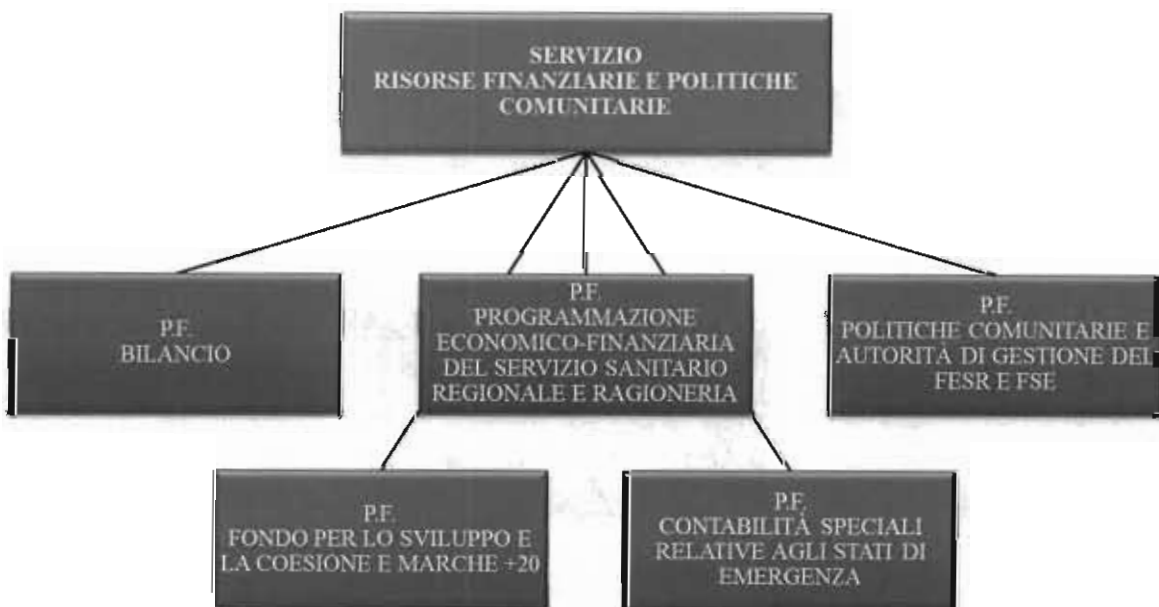 SERVIZIO
RISORSE FINANZIARIE E POLITICHE
COMUNITARIE
P.F.
BILANCIO
P.F.
PROGRAMMAZIONE
ECONOMICO-FINANZIARIA
DEL SERVIZIO SANITARIO
REGIONALE E RAGIONERIA
P.F.
POLITICHE COMUNITARIE E
AUTORITÀ DI GESTIONE DEL
FESR E FSE
P.F.
FONDO PER LO SVILUPPO E
LA COESIONE E MARCHE +20
P.F.
CONTABILITÀ SPECIALI
RELATIVE AGLI STATI DI
EMERGENZA